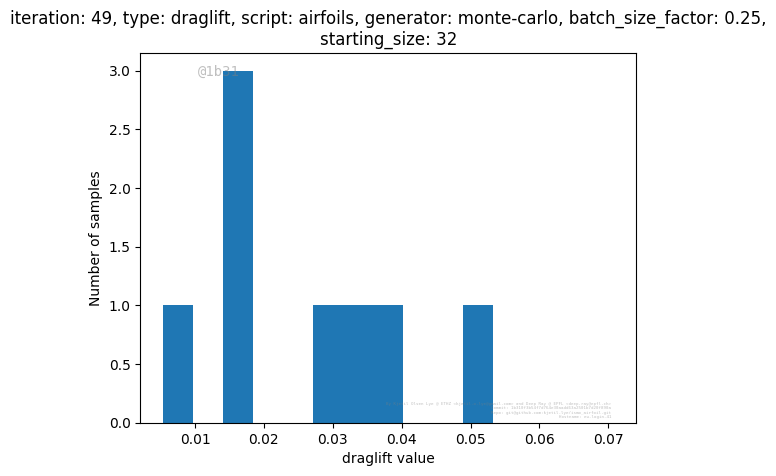 iteration: 49, type: draglift, script: airfoils, generator: monte-carlo, batch_size_factor: 0.25,
starting_size: 32
@1b31
3.0
2.5
2.0
1.5
1.0
0.5
0.0
Number of samples
0.01 0.02 0.03 0.04 0.05 0.06 0.07
draglift value